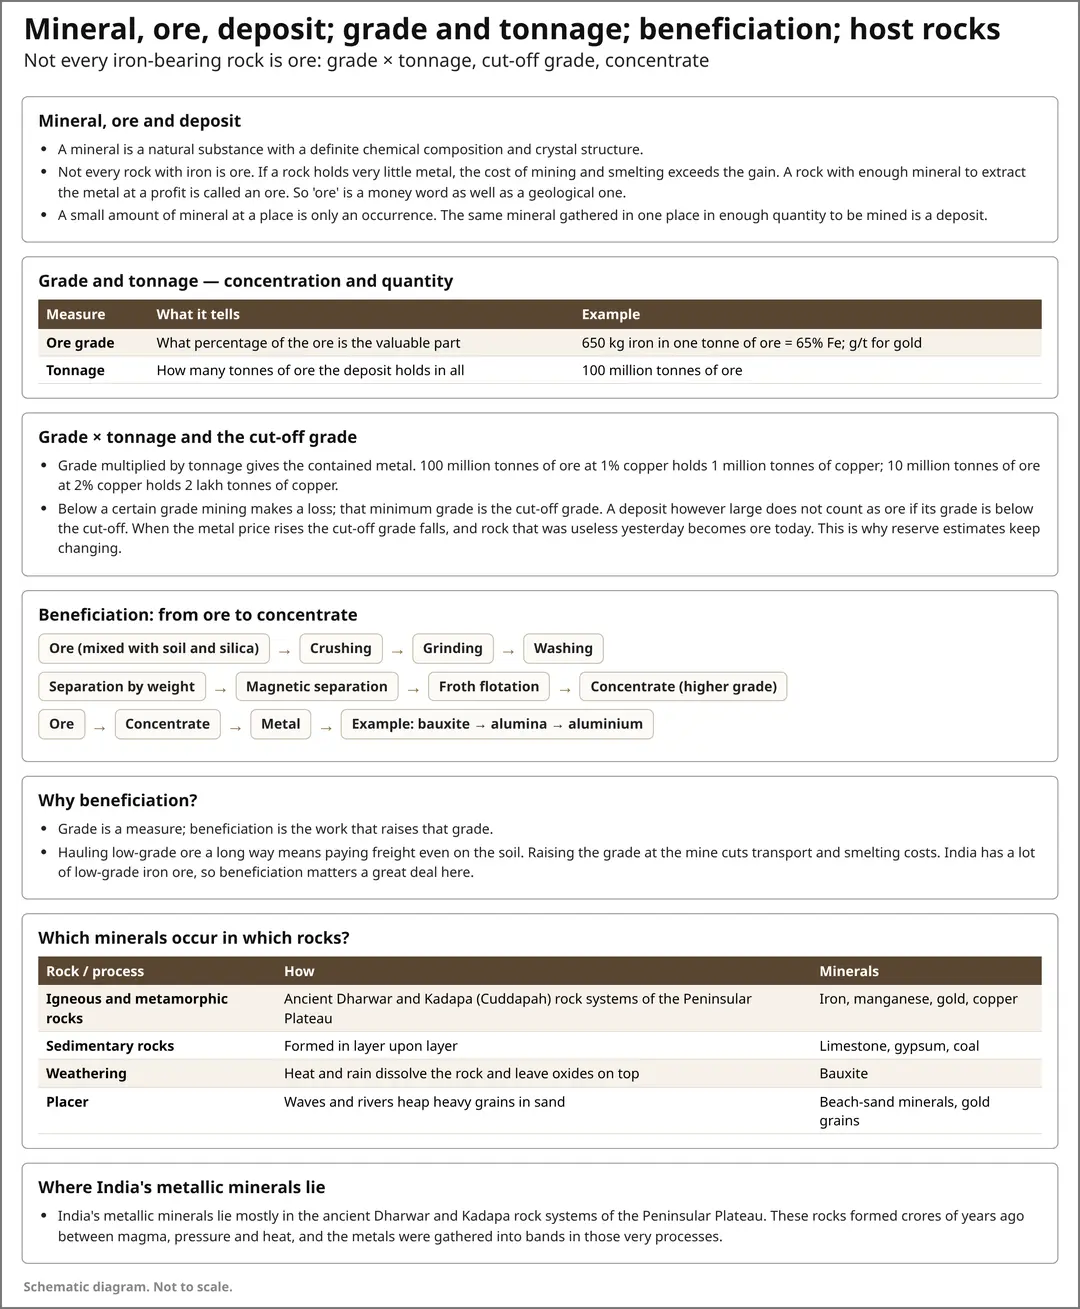 Mineral, ore, deposit; grade and tonnage; beneficiation; host rocks
Not every iron-bearing rock is ore: grade × tonnage, cut-off grade, concentrate
Mineral, ore and deposit
• A mineral is a natural substance with a definite chemical composition and crystal structure.
• Not every rock with iron is ore. If a rock holds very little metal, the cost of mining and smelting exceeds the gain. A rock with enough mineral to extract
the metal at a profit is called an ore. So 'ore' is a money word as well as a geological one.
• A small amount of mineral at a place is only an occurrence. The same mineral gathered in one place in enough quantity to be mined is a deposit.
Grade and tonnage — concentration and quantity
Measure What it tells Example
Ore grade What percentage of the ore is the valuable part 650 kg iron in one tonne of ore = 65% Fe; g/t for gold
Tonnage How many tonnes of ore the deposit holds in all 100 million tonnes of ore
Grade × tonnage and the cut-off grade
• Grade multiplied by tonnage gives the contained metal. 100 million tonnes of ore at 1% copper holds 1 million tonnes of copper; 10 million tonnes of ore
at 2% copper holds 2 lakh tonnes of copper.
• Below a certain grade mining makes a loss; that minimum grade is the cut-off grade. A deposit however large does not count as ore if its grade is below
the cut-off. When the metal price rises the cut-off grade falls, and rock that was useless yesterday becomes ore today. This is why reserve estimates keep
changing.
Beneficiation: from ore to concentrate
Ore (mixed with soil and silica) → Crushing → Grinding → Washing
Separation by weight → Magnetic separation → Froth flotation → Concentrate (higher grade)
Ore → Concentrate → Metal → Example: bauxite → alumina → aluminium
Why beneficiation?
• Grade is a measure; beneficiation is the work that raises that grade.
• Hauling low-grade ore a long way means paying freight even on the soil. Raising the grade at the mine cuts transport and smelting costs. India has a lot
of low-grade iron ore, so beneficiation matters a great deal here.
Which minerals occur in which rocks?
Rock / process How Minerals
Igneous and metamorphic Ancient Dharwar and Kadapa (Cuddapah) rock systems of the Peninsular Iron, manganese, gold, copper
rocks Plateau
Sedimentary rocks Formed in layer upon layer Limestone, gypsum, coal
Weathering Heat and rain dissolve the rock and leave oxides on top Bauxite
Placer Waves and rivers heap heavy grains in sand Beach-sand minerals, gold
grains
Where India's metallic minerals lie
• India's metallic minerals lie mostly in the ancient Dharwar and Kadapa rock systems of the Peninsular Plateau. These rocks formed crores of years ago
between magma, pressure and heat, and the metals were gathered into bands in those very processes.
Schematic diagram. Not to scale.